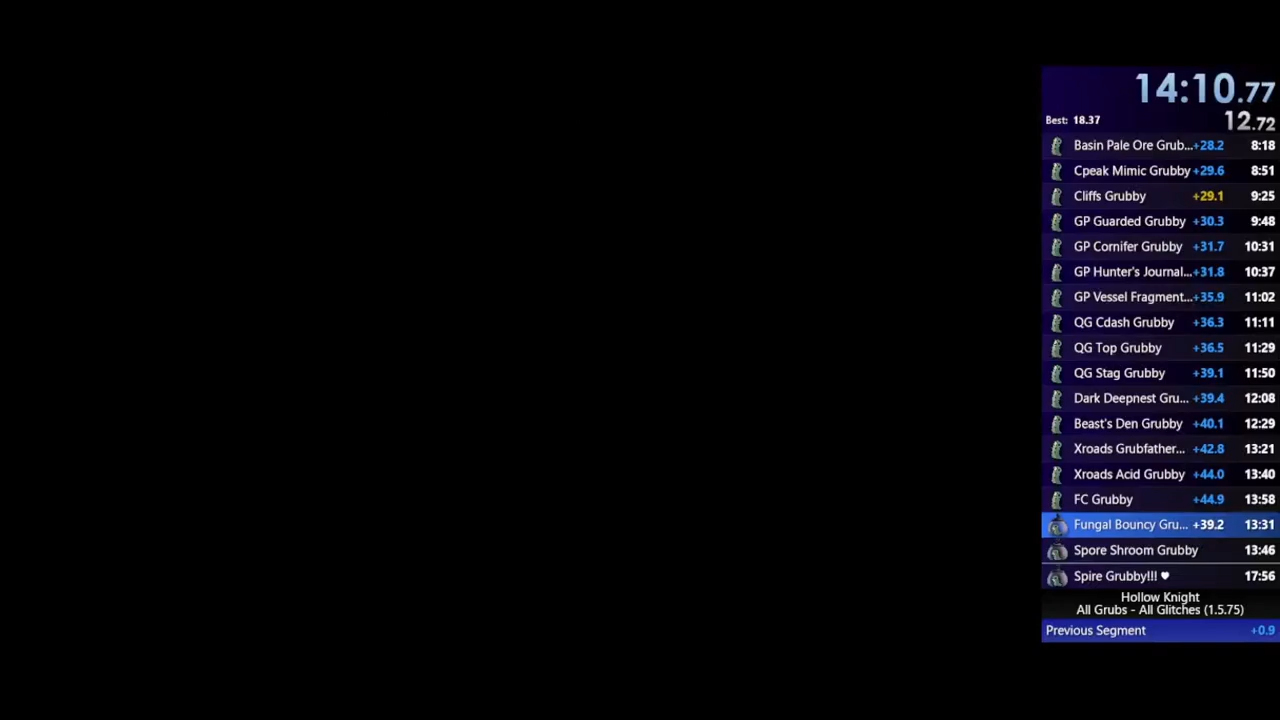 14:10.77
Best: 18.37 12.72
Basin Pale Ore Grub... +28.2 8:18
Cpeak Mimic Grubby +29.6 8:51
Cliffs Grubby +29.1 9:25
GP Guarded Grubby +30.3 9:48
GP Cornifer Grubby +31.7 10:31
GP Hunter's Journal... +31.8 10:37
GP Vessel Fragment... +35.9 11:02
QG Cdash Grubby +36.3 11:11
QG Top Grubby +36.5 11:29
QG Stag Grubby +39.1 11:50
Dark Deepnest Gru... +39.4 12:08
Beast's Den Grubby +40.1 12:29
Xroads Grubfather... +42.8 13:21
Xroads Acid Grubby +44.0 13:40
FC Grubby +44.9 13:58
Fungal Bouncy Gru... +39.2 13:31
Spore Shroom Grubby 13:46
Spire Grubby!!! ♥ 17:56
Hollow Knight
All Grubs - All Glitches (1.5.75)
Previous Segment +0.9